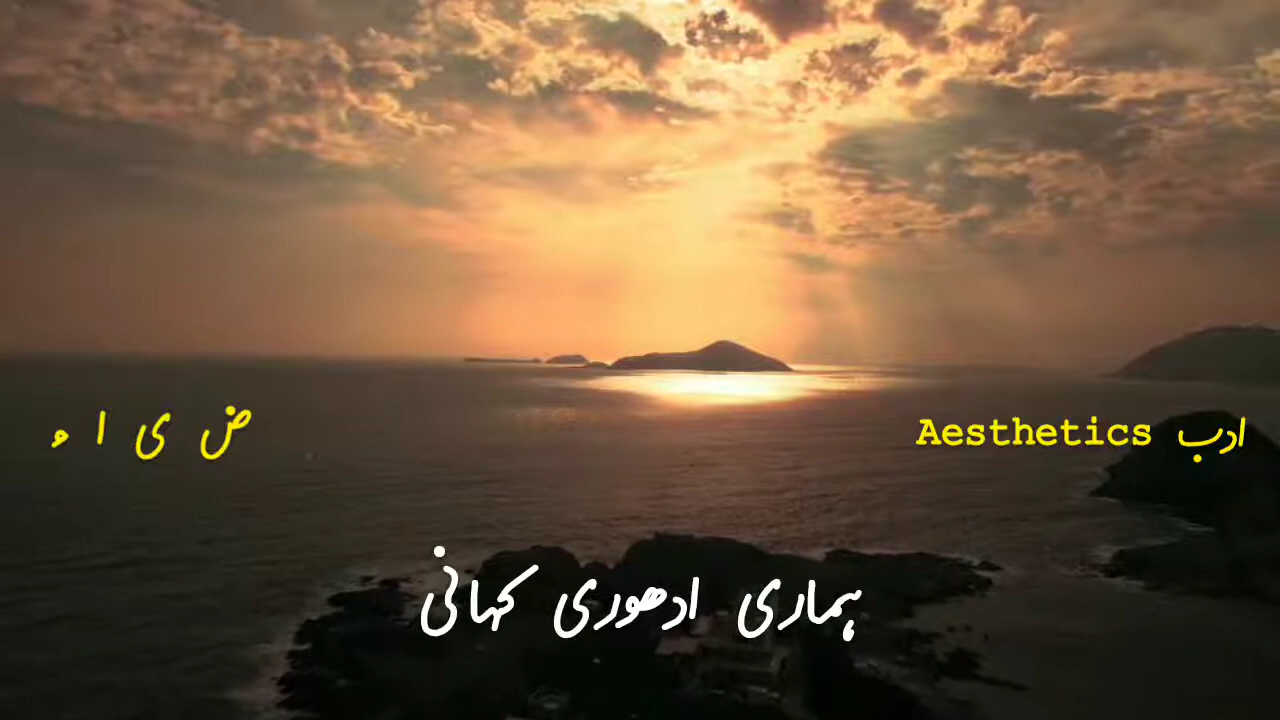 ادب Aesthetics
ض ی ا ء
ہماری ادھوری کہانی